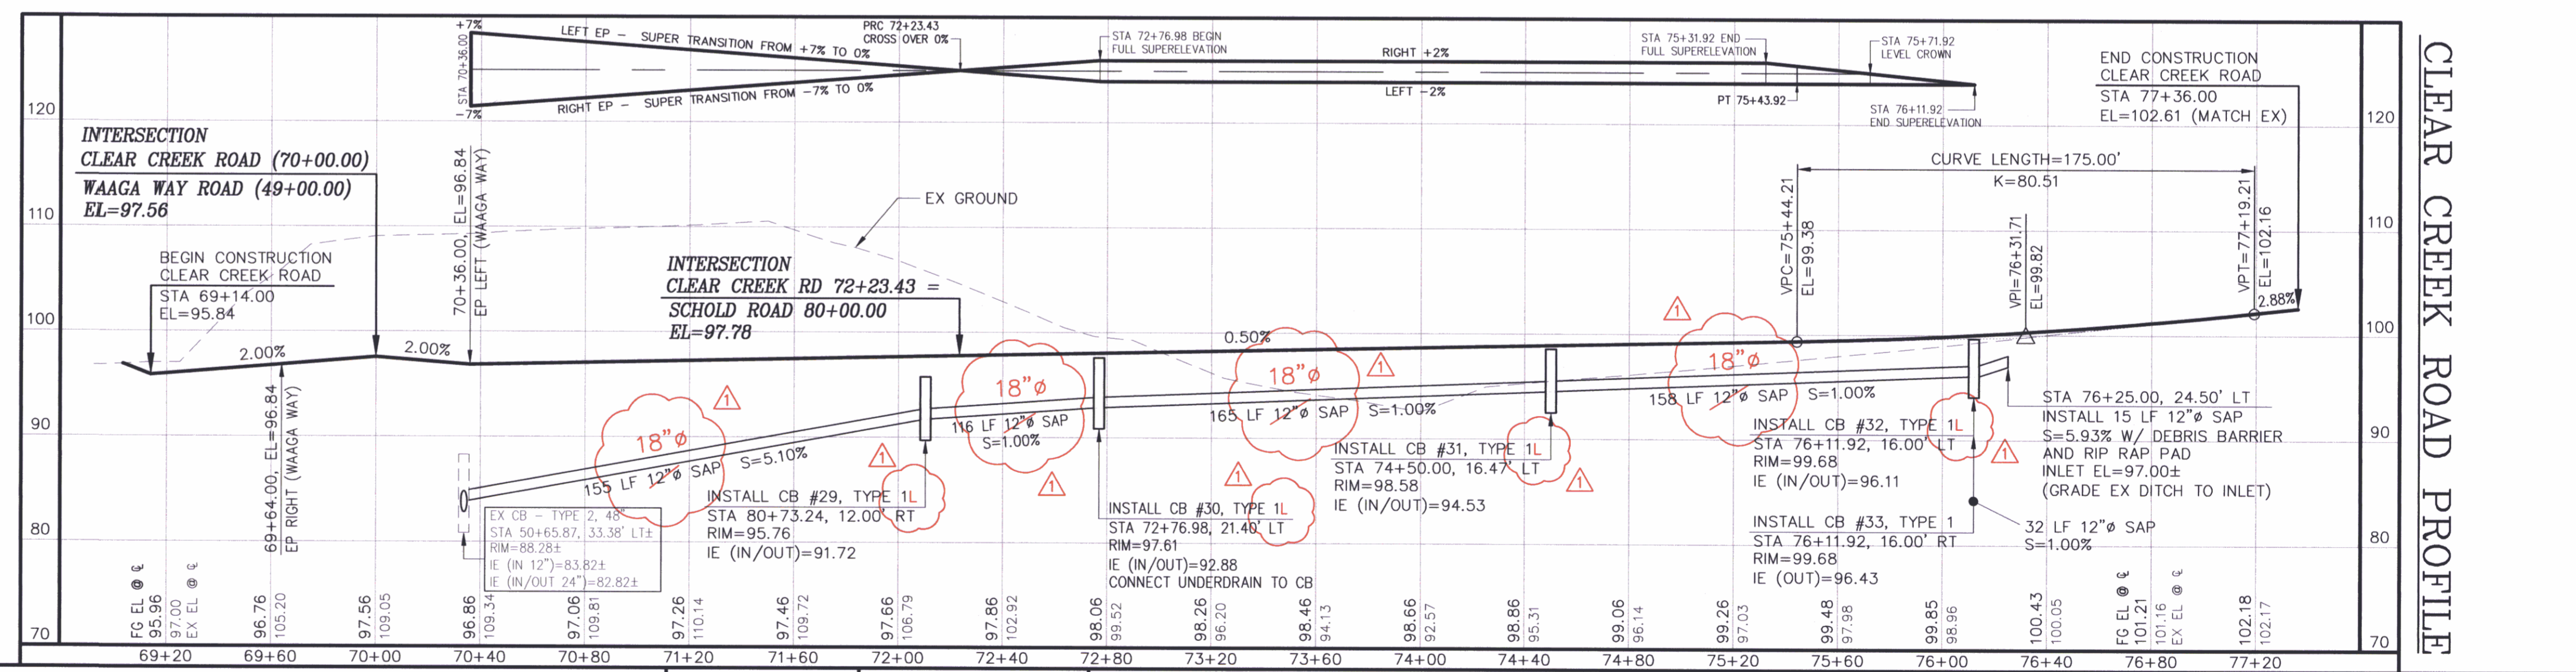 CLEAR CREEK ROAD PROFILE
+7%
STA 70+36.00
-7%
LEFT EP - SUPER TRANSITION FROM +7% TO 0%
RIGHT EP - SUPER TRANSITION FROM -7% TO 0%
PRC 72+23.43
CROSS OVER 0%
STA 72+76.98 BEGIN
FULL SUPERELEVATION
RIGHT +2%
LEFT -2%
STA 75+31.92 END
FULL SUPERELEVATION
STA 75+71.92
LEVEL CROWN
PT 75+43.92
STA 76+11.92
END SUPERELEVATION
END CONSTRUCTION
CLEAR CREEK ROAD
STA 77+36.00
EL=102.61 (MATCH EX)
120
110
100
90
80
70
120
110
100
90
80
70
INTERSECTION
CLEAR CREEK ROAD (70+00.00)
WAAGA WAY ROAD (49+00.00)
EL=97.56
BEGIN CONSTRUCTION
CLEAR CREEK ROAD
STA 69+14.00
EL=95.84
70+36.00, EL=96.84
EP LEFT (WAAGA WAY)
69+64.00, EL=96.84
EP RIGHT (WAAGA WAY)
2.00%
2.00%
EX GROUND
INTERSECTION
CLEAR CREEK RD 72+23.43 =
SCHOLD ROAD 80+00.00
EL=97.78
0.50%
CURVE LENGTH=175.00'
K=80.51
VPC=75+44.21
EL=99.38
VPI=76+31.71
EL=99.82
VPT=77+19.21
EL=102.16
2.88%
18"ø
155 LF 12"ø SAP S=5.10%
1
18"ø
116 LF 12"ø SAP
S=1.00%
1
18"ø
165 LF 12"ø SAP S=1.00%
1
18"ø
158 LF 12"ø SAP S=1.00%
1
EX CB - TYPE 2, 48"
STA 50+65.87, 33.38' LT±
RIM=88.28±
IE (IN 12")=83.82±
IE (IN/OUT 24")=82.82±
INSTALL CB #29, TYPE 1L
STA 80+73.24, 12.00' RT
RIM=95.76
IE (IN/OUT)=91.72
1
INSTALL CB #30, TYPE 1L
STA 72+76.98, 21.40' LT
RIM=97.61
IE (IN/OUT)=92.88
CONNECT UNDERDRAIN TO CB
1
INSTALL CB #31, TYPE 1L
STA 74+50.00, 16.47' LT
RIM=98.58
IE (IN/OUT)=94.53
1
INSTALL CB #32, TYPE 1L
STA 76+11.92, 16.00' LT
RIM=99.68
IE (IN/OUT)=96.11
1
INSTALL CB #33, TYPE 1
STA 76+11.92, 16.00' RT
RIM=99.68
IE (OUT)=96.43
STA 76+25.00, 24.50' LT
INSTALL 15 LF 12"ø SAP
S=5.93% W/ DEBRIS BARRIER
AND RIP RAP PAD
INLET EL=97.00±
(GRADE EX DITCH TO INLET)
32 LF 12"ø SAP
S=1.00%
FG EL @ ℄
95.96
97.00
EX EL @ ℄
96.76
105.20
97.56
109.05
96.86
109.34
97.06
109.81
97.26
110.14
97.46
109.72
97.66
106.79
97.86
102.92
98.06
99.52
98.26
96.20
98.46
94.13
98.66
92.57
98.86
95.31
99.06
96.14
99.26
97.03
99.48
97.98
99.85
98.96
100.43
100.05
FG EL @ ℄
101.21
101.16
EX EL @ ℄
102.18
102.17
69+20 69+60 70+00 70+40 70+80 71+20 71+60 72+00 72+40 72+80 73+20 73+60 74+00 74+40 74+80 75+20 75+60 76+00 76+40 76+80 77+20